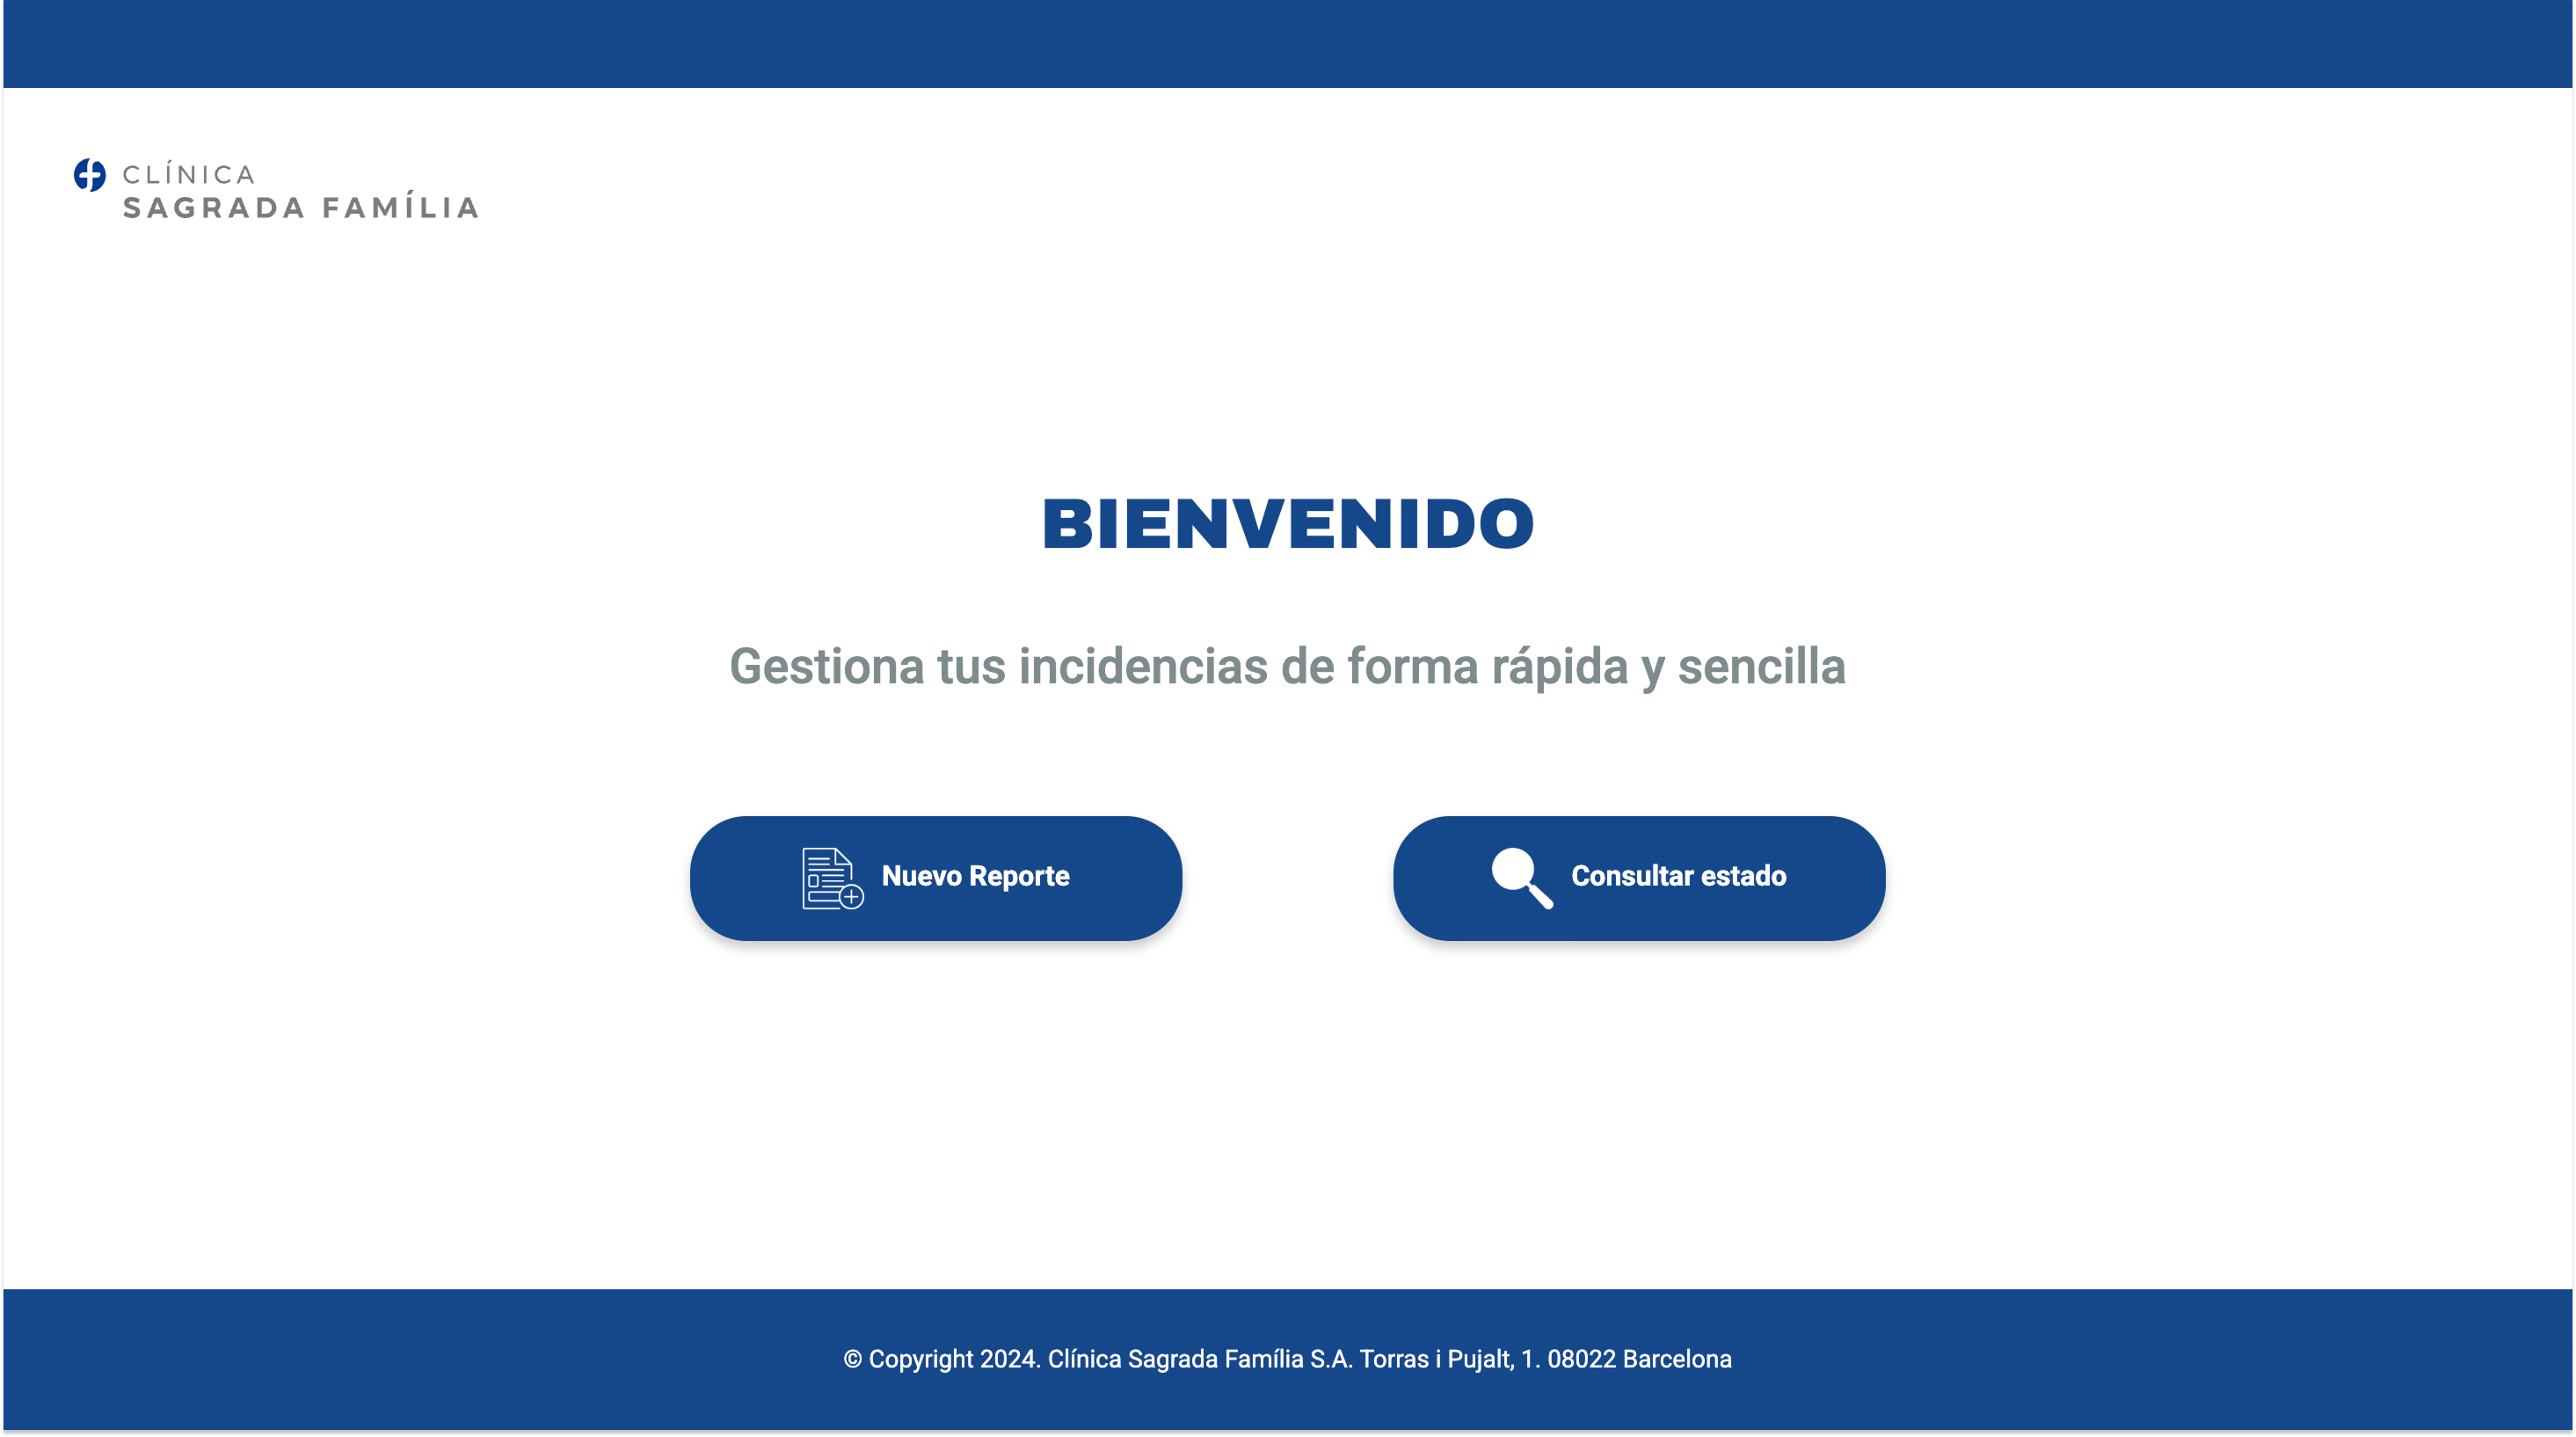 CLÍNICA
SAGRADA FAMÍLIA
BIENVENIDO
Gestiona tus incidencias de forma rápida y sencilla
Nuevo Reporte
Consultar estado
© Copyright 2024. Clínica Sagrada Família S.A. Torras i Pujalt, 1. 08022 Barcelona